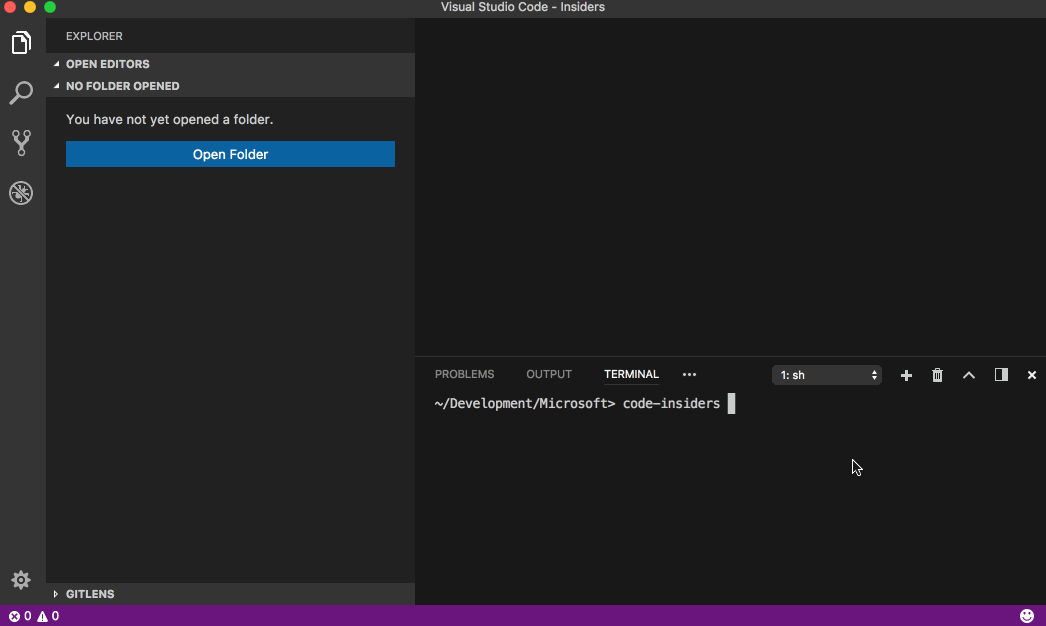 Visual Studio Code - Insiders
EXPLORER
OPEN EDITORS
NO FOLDER OPENED
You have not yet opened a folder.
Open Folder
GITLENS
PROBLEMS OUTPUT TERMINAL ••• 1: sh
~/Development/Microsoft> code-insiders
0 0